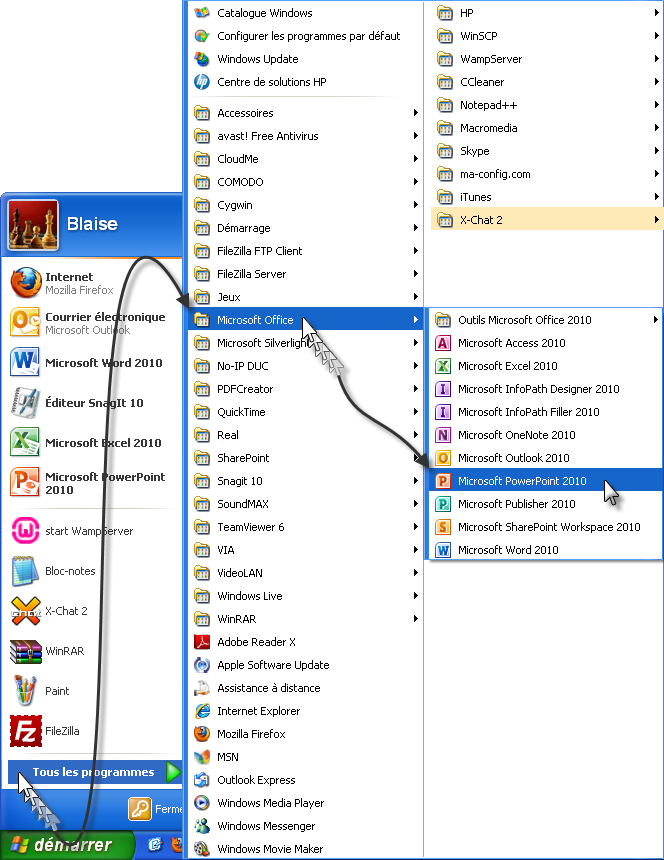 Blaise
Internet
Mozilla Firefox
Courrier électronique
Microsoft Outlook
Microsoft Word 2010
Éditeur SnagIt 10
Microsoft Excel 2010
Microsoft PowerPoint
2010
start WampServer
Bloc-notes
X-Chat 2
WinRAR
Paint
FileZilla
Tous les programmes
Ferme
démarrer
Catalogue Windows
Configurer les programmes par défaut
Windows Update
Centre de solutions HP
Accessoires
avast! Free Antivirus
CloudMe
COMODO
Cygwin
Démarrage
FileZilla FTP Client
FileZilla Server
Jeux
Microsoft Office
Microsoft Silverlight
No-IP DUC
PDFCreator
QuickTime
Real
SharePoint
Snagit 10
SoundMAX
TeamViewer 6
VIA
VideoLAN
Windows Live
WinRAR
Adobe Reader X
Apple Software Update
Assistance à distance
Internet Explorer
Mozilla Firefox
MSN
Outlook Express
Windows Media Player
Windows Messenger
Windows Movie Maker
HP
WinSCP
WampServer
CCleaner
Notepad++
Macromedia
Skype
ma-config.com
iTunes
X-Chat 2
Outils Microsoft Office 2010
Microsoft Access 2010
Microsoft Excel 2010
Microsoft InfoPath Designer 2010
Microsoft InfoPath Filler 2010
Microsoft OneNote 2010
Microsoft Outlook 2010
Microsoft PowerPoint 2010
Microsoft Publisher 2010
Microsoft SharePoint Workspace 2010
Microsoft Word 2010